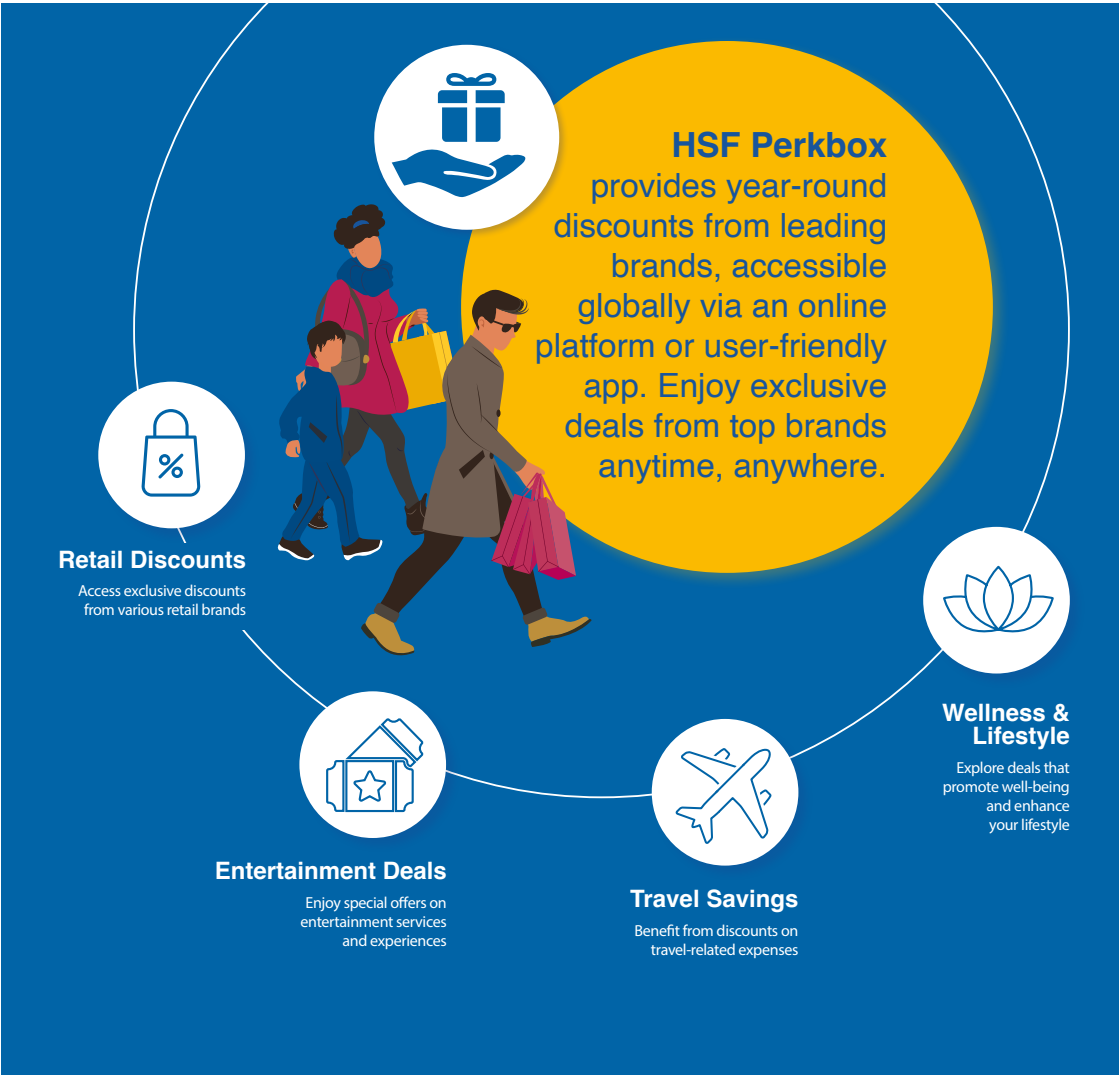 HSF Perkbox
provides year-round
discounts from leading
brands, accessible
globally via an online
platform or user-friendly
app. Enjoy exclusive
deals from top brands
anytime, anywhere.
%
Retail Discounts
Access exclusive discounts
from various retail brands
Entertainment Deals
Enjoy special offers on
entertainment services
and experiences
Travel Savings
Benefit from discounts on
travel-related expenses
Wellness &
Lifestyle
Explore deals that
promote well-being
and enhance
your lifestyle